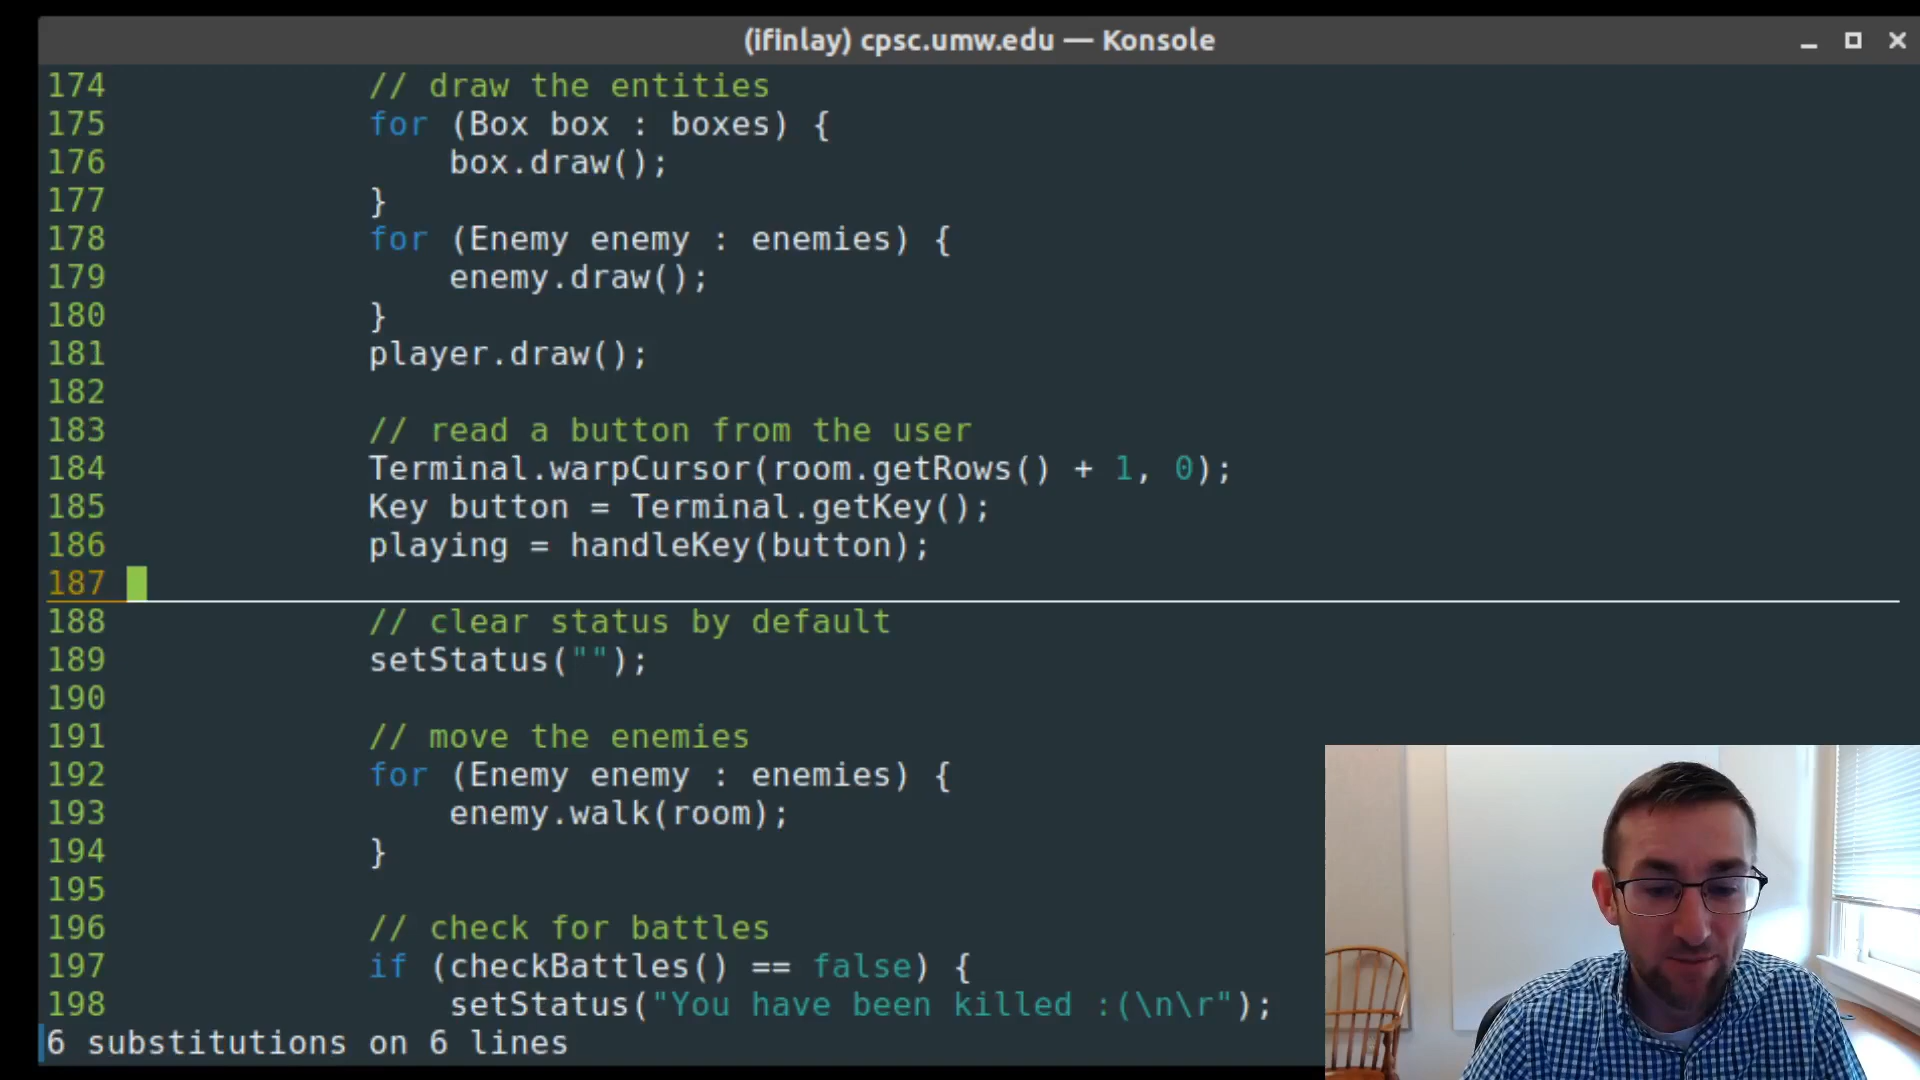 (ifinlay) cpsc.umw.edu — Konsole
174 // draw the entities
175 for (Box box : boxes) {
176 box.draw();
177 }
178 for (Enemy enemy : enemies) {
179 enemy.draw();
180 }
181 player.draw();
182
183 // read a button from the user
184 Terminal.warpCursor(room.getRows() + 1, 0);
185 Key button = Terminal.getKey();
186 playing = handleKey(button);
187
188 // clear status by default
189 setStatus("");
190
191 // move the enemies
192 for (Enemy enemy : enemies) {
193 enemy.walk(room);
194 }
195
196 // check for battles
197 if (checkBattles() == false) {
198 setStatus("You have been killed :(\n\r");
6 substitutions on 6 lines